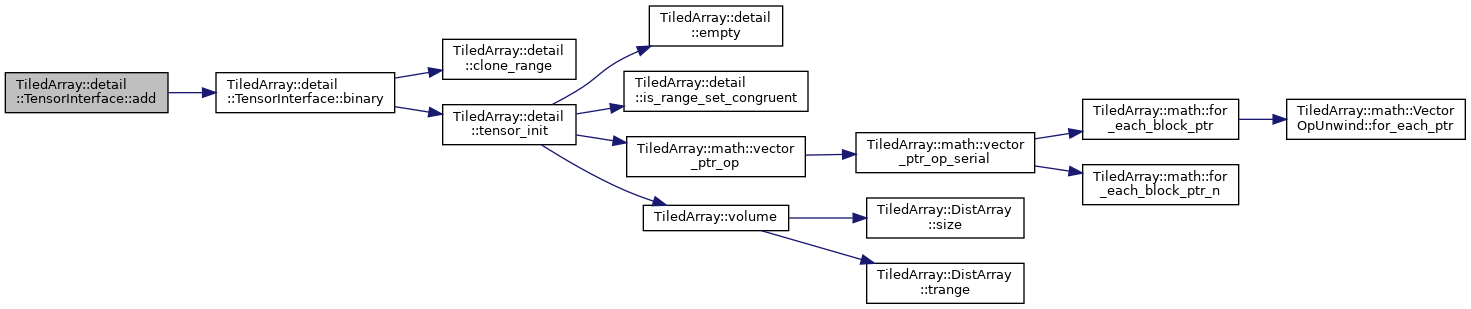 TiledArray::detail
::TensorInterface::add
TiledArray::detail
::TensorInterface::binary
TiledArray::detail
::clone_range
TiledArray::detail
::tensor_init
TiledArray::detail
::empty
TiledArray::detail
::is_range_set_congruent
TiledArray::math::vector
_ptr_op
TiledArray::volume
TiledArray::math::vector
_ptr_op_serial
TiledArray::DistArray
::size
TiledArray::DistArray
::trange
TiledArray::math::for
_each_block_ptr
TiledArray::math::for
_each_block_ptr_n
TiledArray::math::Vector
OpUnwind::for_each_ptr